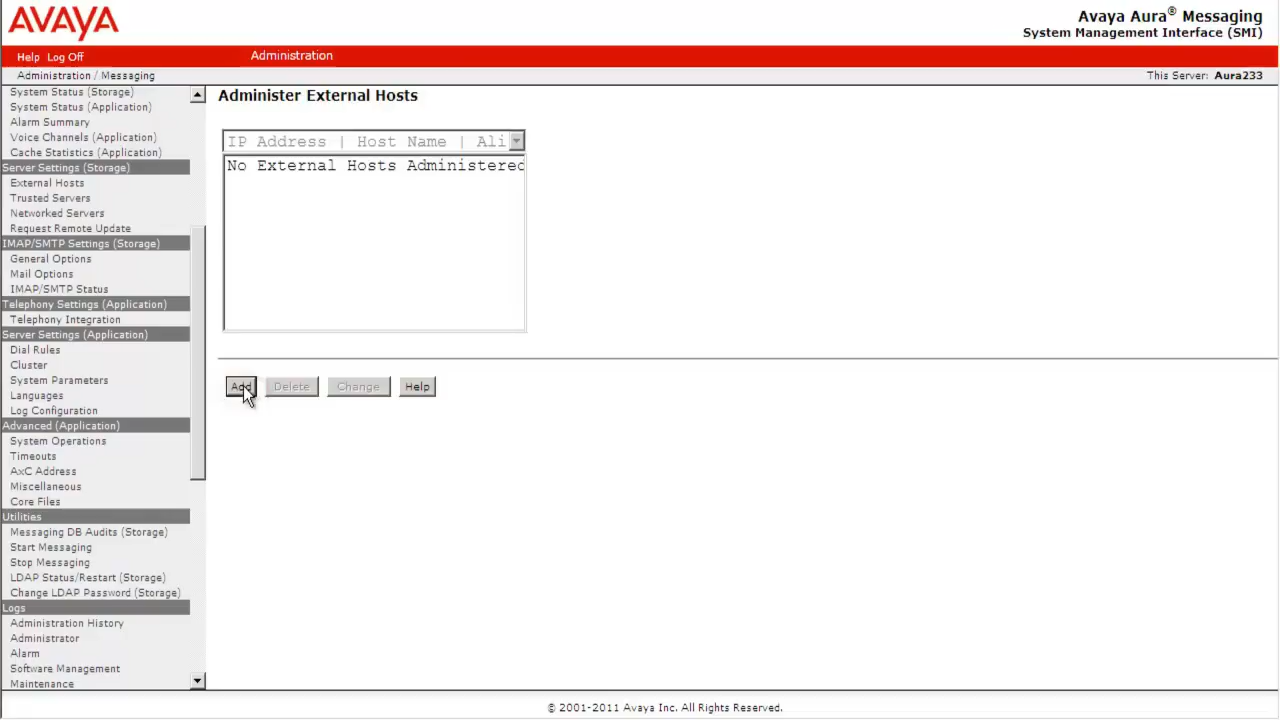 AVAYA
Avaya Aura® Messaging
System Management Interface (SMI)
Help Log Off
Administration
Administration / Messaging
This Server: Aura233
System Status (Storage)
System Status (Application)
Alarm Summary
Voice Channels (Application)
Cache Statistics (Application)
Server Settings (Storage)
External Hosts
Trusted Servers
Networked Servers
Request Remote Update
IMAP/SMTP Settings (Storage)
General Options
Mail Options
IMAP/SMTP Status
Telephony Settings (Application)
Telephony Integration
Server Settings (Application)
Dial Rules
Cluster
System Parameters
Languages
Log Configuration
Advanced (Application)
System Operations
Timeouts
AxC Address
Miscellaneous
Core Files
Utilities
Messaging DB Audits (Storage)
Start Messaging
Stop Messaging
LDAP Status/Restart (Storage)
Change LDAP Password (Storage)
Logs
Administration History
Administrator
Alarm
Software Management
Maintenance
Administer External Hosts
IP Address | Host Name | Ali
No External Hosts Administered
Add Delete Change Help
© 2001-2011 Avaya Inc. All Rights Reserved.